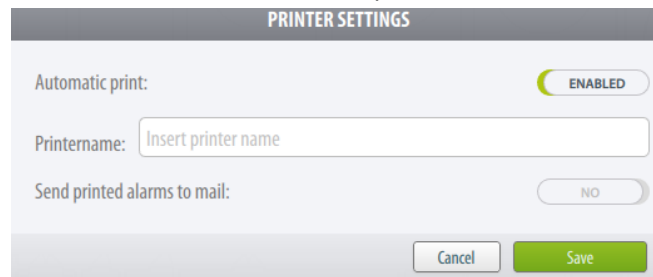 PRINTER SETTINGS
Automatic print: ENABLED
Printername: Insert printer name
Send printed alarms to mail: NO
Cancel Save